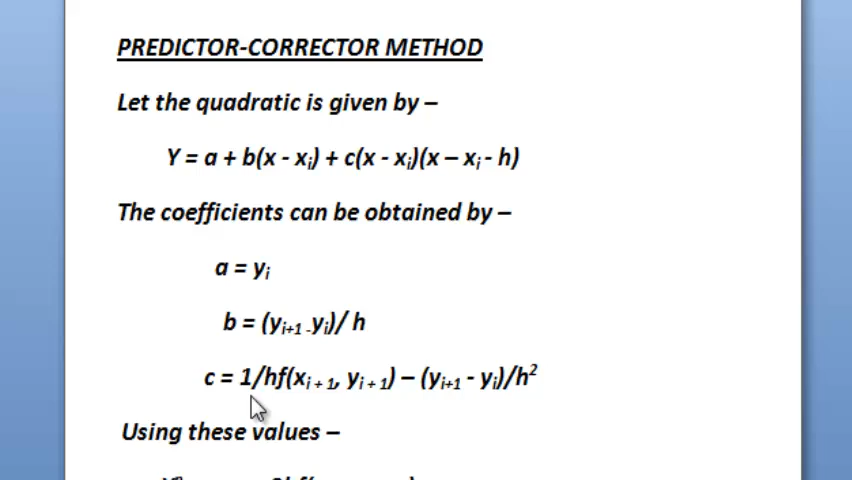 PREDICTOR-CORRECTOR METHOD
Let the quadratic is given by –
Y = a + b(x - xᵢ) + c(x - xᵢ)(x – xᵢ - h)
The coefficients can be obtained by –
a = yᵢ
b = (yᵢ₊₁ - yᵢ)/ h
c = 1/hf(xᵢ ₊ ₁, yᵢ ₊ ₁) – (yᵢ₊₁ - yᵢ)/h²
Using these values –